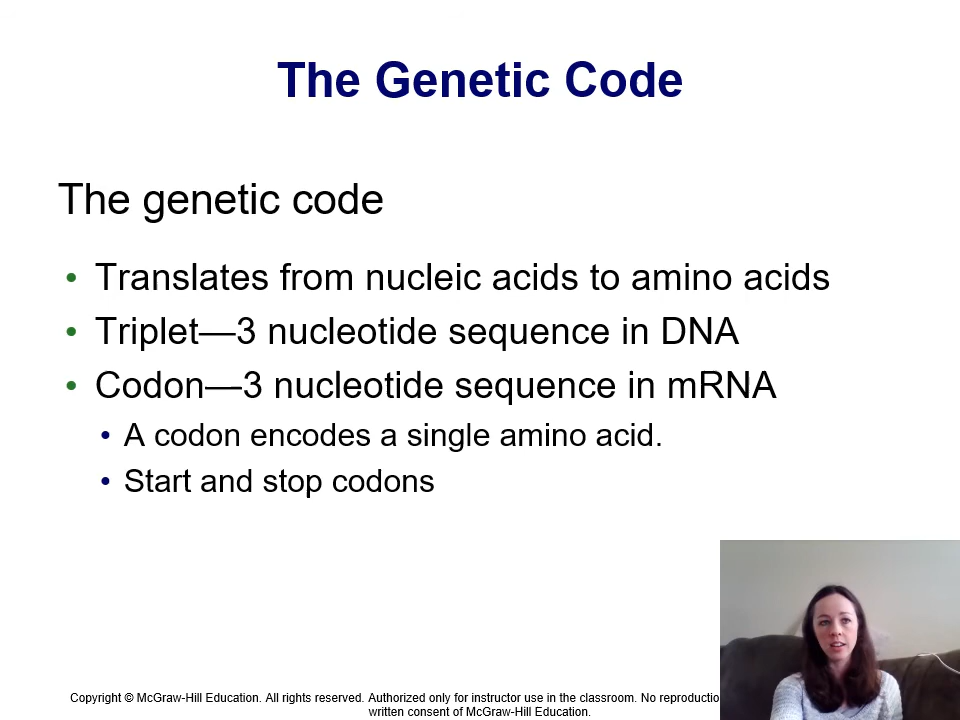 The Genetic Code
The genetic code
• Translates from nucleic acids to amino acids
• Triplet—3 nucleotide sequence in DNA
• Codon—3 nucleotide sequence in mRNA
• A codon encodes a single amino acid.
• Start and stop codons
Copyright © McGraw-Hill Education. All rights reserved. Authorized only for instructor use in the classroom. No
written consent of McGraw-Hill Education.